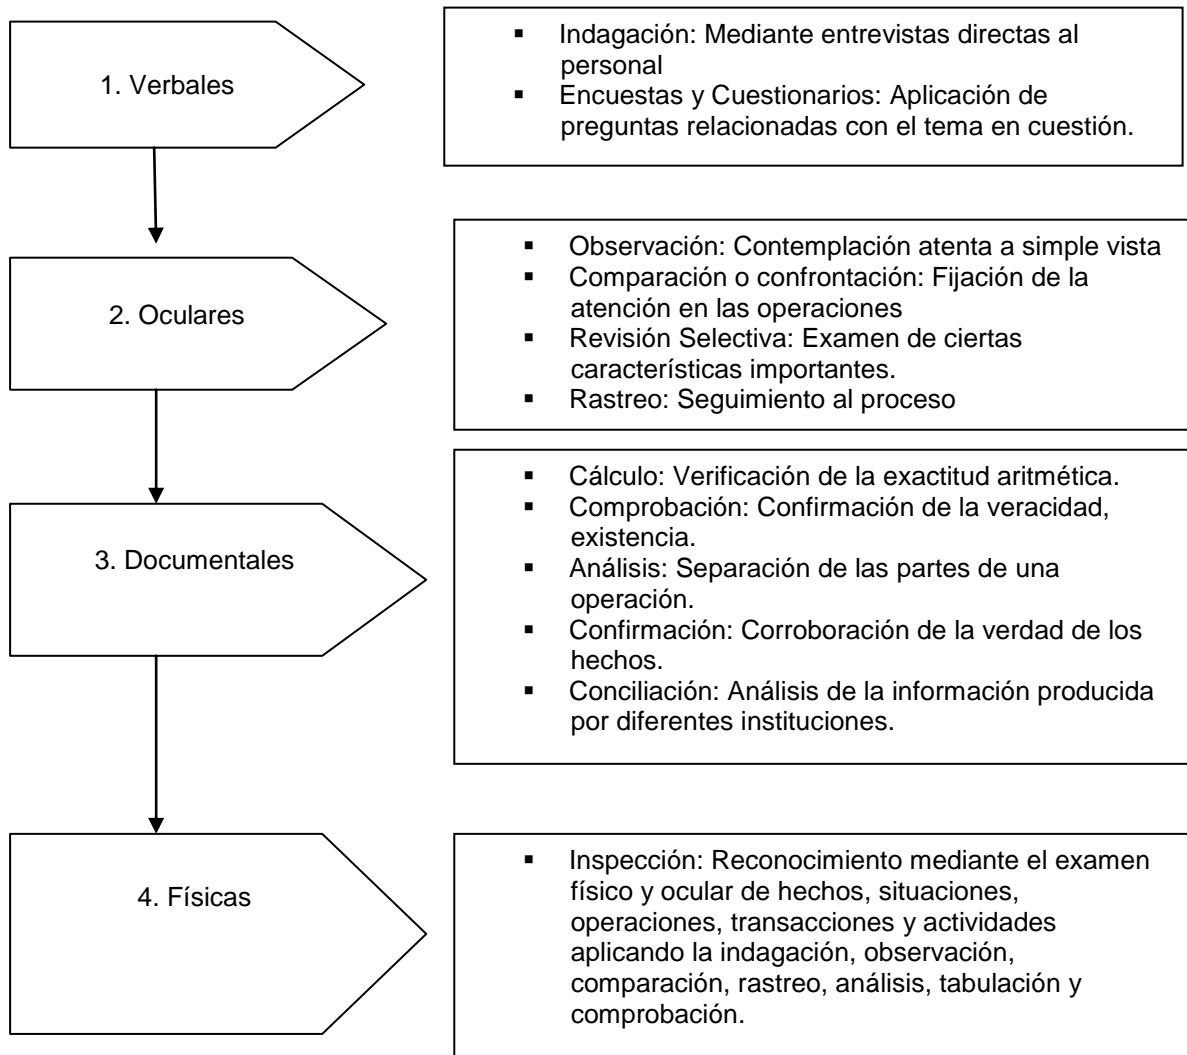 1. Verbales
▪ Indagación: Mediante entrevistas directas al
personal
▪ Encuestas y Cuestionarios: Aplicación de
preguntas relacionadas con el tema en cuestión.
2. Oculares
▪ Observación: Contemplación atenta a simple vista
▪ Comparación o confrontación: Fijación de la
atención en las operaciones
▪ Revisión Selectiva: Examen de ciertas
características importantes.
▪ Rastreo: Seguimiento al proceso
3. Documentales
▪ Cálculo: Verificación de la exactitud aritmética.
▪ Comprobación: Confirmación de la veracidad,
existencia.
▪ Análisis: Separación de las partes de una
operación.
▪ Confirmación: Corroboración de la verdad de los
hechos.
▪ Conciliación: Análisis de la información producida
por diferentes instituciones.
4. Físicas
▪ Inspección: Reconocimiento mediante el examen
físico y ocular de hechos, situaciones,
operaciones, transacciones y actividades
aplicando la indagación, observación,
comparación, rastreo, análisis, tabulación y
comprobación.